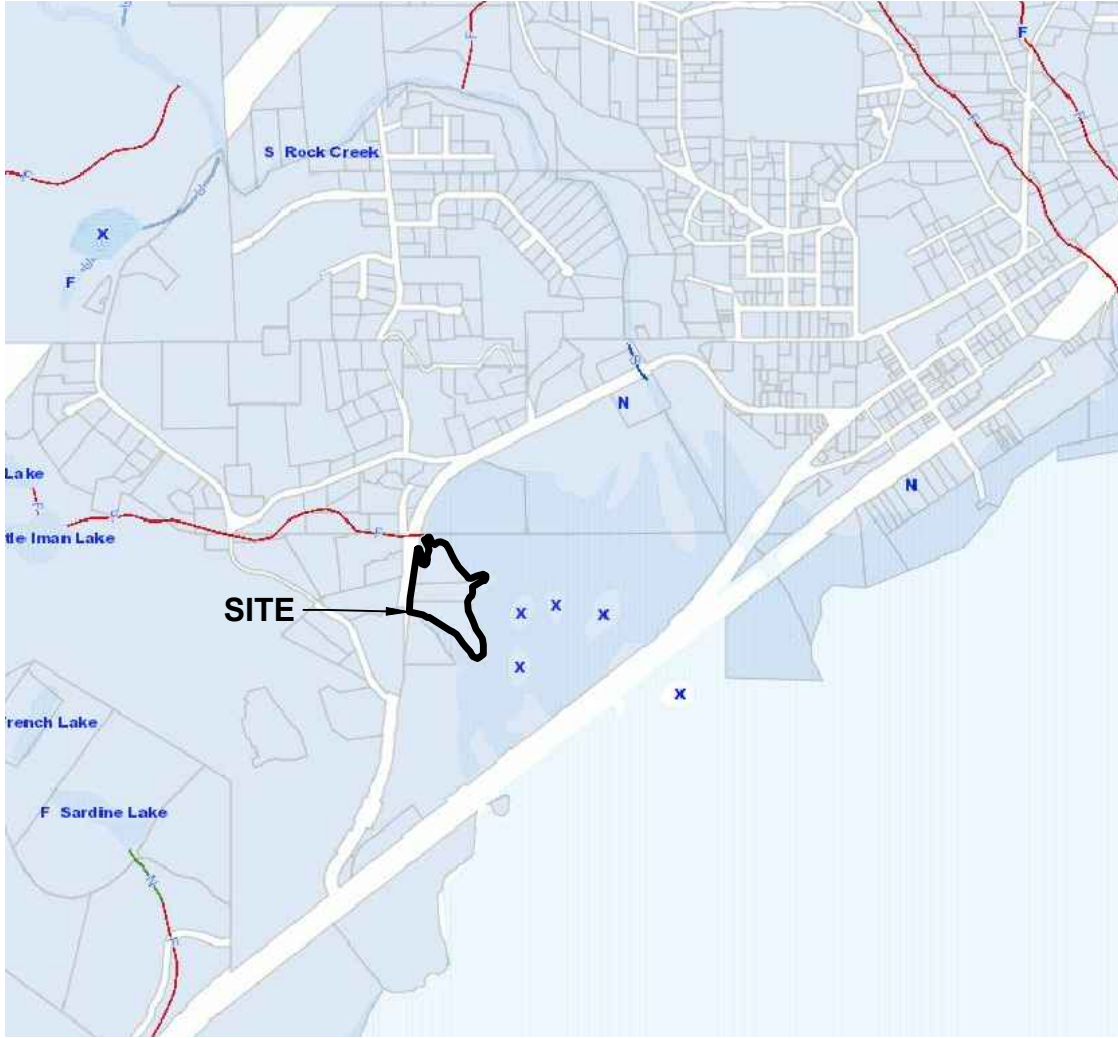 F
F
S Rock Creek
F
F
F
S
X
S
F
S
N
Lake
F
F
N
tle Iman Lake
F
SITE
X
X
X
X
X
rench Lake
F Sardine Lake
N
F